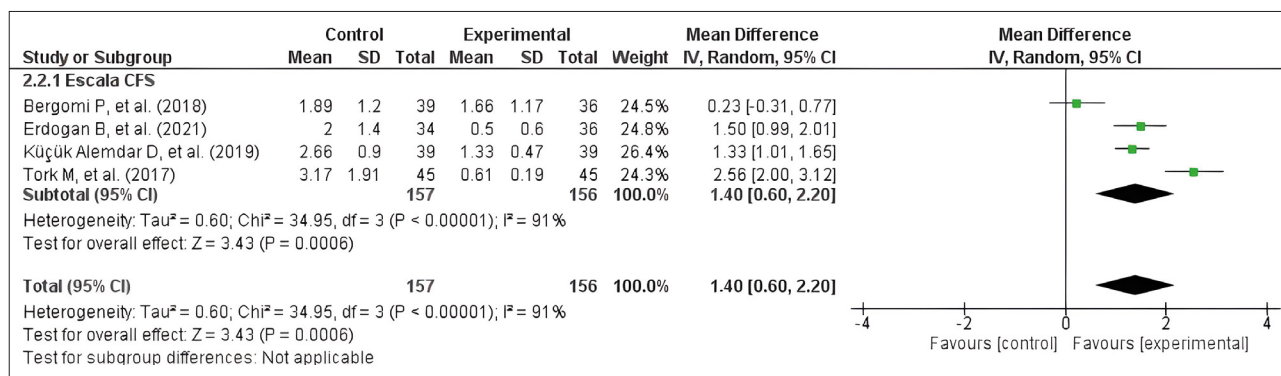 Control Experimental Mean Difference Mean Difference
Study or Subgroup Mean SD Total Mean SD Total Weight IV, Random, 95% CI IV, Random, 95% CI
2.2.1 Escala CFS
Bergomi P, et al. (2018) 1.89 1.2 39 1.66 1.17 36 24.5% 0.23 [-0.31, 0.77]
Erdogan B, et al. (2021) 2 1.4 34 0.5 0.6 36 24.8% 1.50 [0.99, 2.01]
Küçük Alemdar D, et al. (2019) 2.66 0.9 39 1.33 0.47 39 26.4% 1.33 [1.01, 1.65]
Tork M, et al. (2017) 3.17 1.91 45 0.61 0.19 45 24.3% 2.56 [2.00, 3.12]
Subtotal (95% CI) 157 156 100.0% 1.40 [0.60, 2.20]
Heterogeneity: Tau² = 0.60; Chi² = 34.95, df = 3 (P < 0.00001); I² = 91%
Test for overall effect: Z = 3.43 (P = 0.0006)
Total (95% CI) 157 156 100.0% 1.40 [0.60, 2.20]
Heterogeneity: Tau² = 0.60; Chi² = 34.95, df = 3 (P < 0.00001); I² = 91%
Test for overall effect: Z = 3.43 (P = 0.0006)
Test for subgroup differences: Not applicable
-4 -2 0 2 4
Favours [control] Favours [experimental]